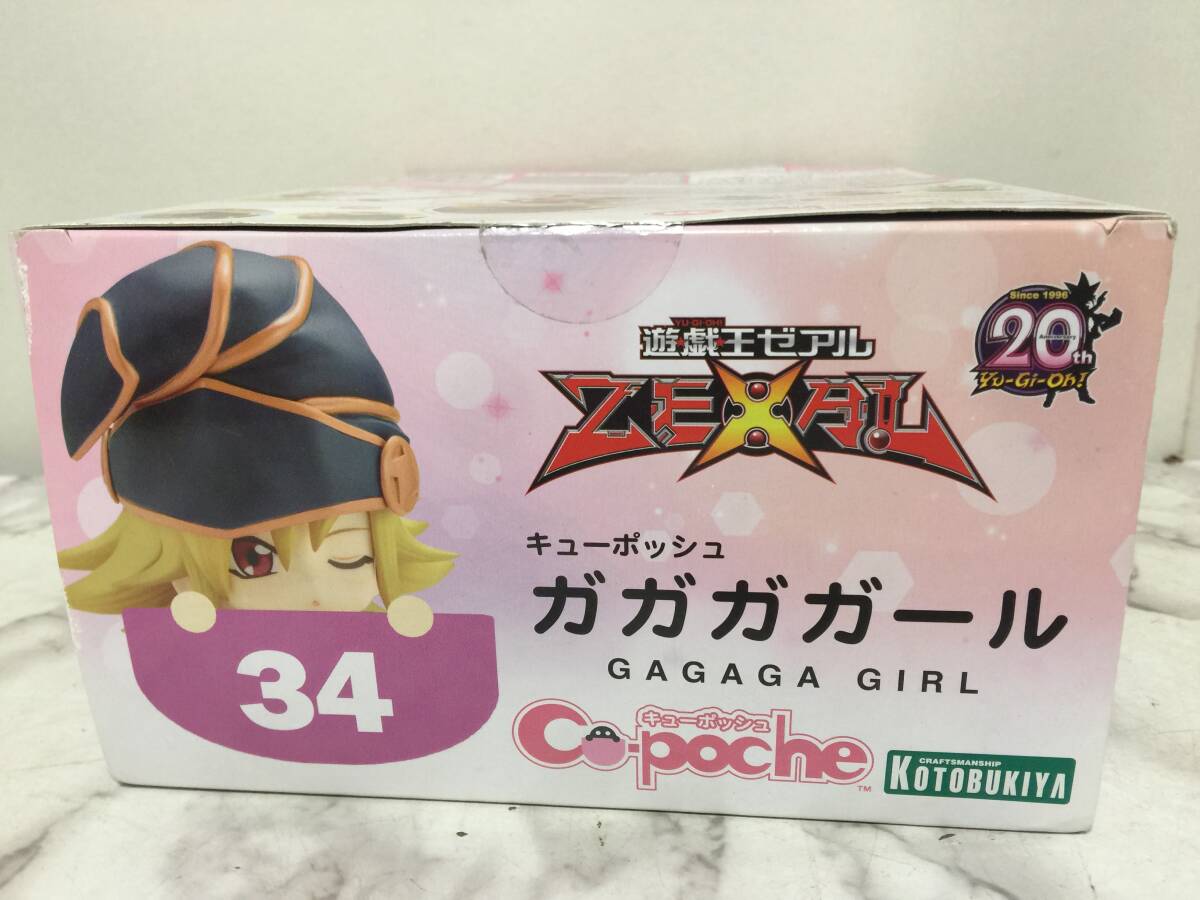 YU-GI-OH!
遊☆戯☆王ゼアル
ZEXAL
Since 1996
20th
Anniversary
Yu-Gi-Oh!
キューポッシュ
ガガガガール
GAGAGA GIRL
34
キューポッシュ
Cu-poche™
CRAFTSMANSHIP
KOTOBUKIYA